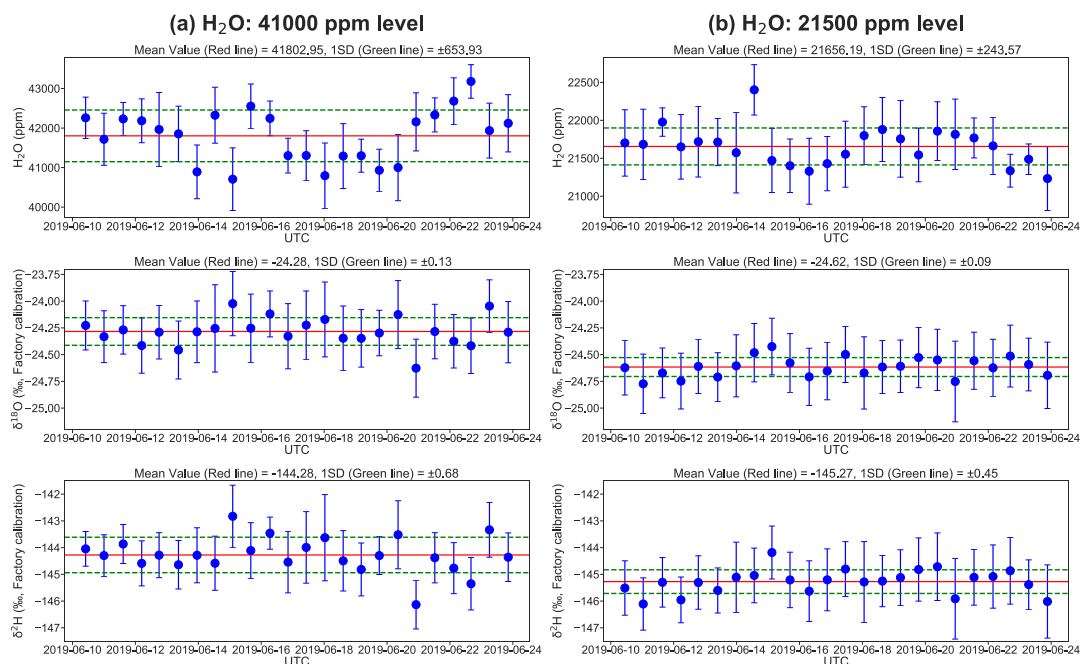 (a) H₂O: 41000 ppm level
Mean Value (Red line) = 41802.95, 1SD (Green line) = ±653.93
H₂O (ppm)
43000
42000
41000
40000
2019-06-10 2019-06-12 2019-06-14 2019-06-16 2019-06-18 2019-06-20 2019-06-22 2019-06-24
UTC
Mean Value (Red line) = -24.28, 1SD (Green line) = ±0.13
δ¹⁸O (‰, Factory calibration)
−23.75
−24.00
−24.25
−24.50
−24.75
−25.00
2019-06-10 2019-06-12 2019-06-14 2019-06-16 2019-06-18 2019-06-20 2019-06-22 2019-06-24
UTC
Mean Value (Red line) = -144.28, 1SD (Green line) = ±0.68
δ²H (‰, Factory calibration)
−142
−143
−144
−145
−146
−147
2019-06-10 2019-06-12 2019-06-14 2019-06-16 2019-06-18 2019-06-20 2019-06-22 2019-06-24
UTC
(b) H₂O: 21500 ppm level
Mean Value (Red line) = 21656.19, 1SD (Green line) = ±243.57
H₂O (ppm)
22500
22000
21500
21000
2019-06-10 2019-06-12 2019-06-14 2019-06-16 2019-06-18 2019-06-20 2019-06-22 2019-06-24
UTC
Mean Value (Red line) = -24.62, 1SD (Green line) = ±0.09
δ¹⁸O (‰, Factory calibration)
−23.75
−24.00
−24.25
−24.50
−24.75
−25.00
2019-06-10 2019-06-12 2019-06-14 2019-06-16 2019-06-18 2019-06-20 2019-06-22 2019-06-24
UTC
Mean Value (Red line) = -145.27, 1SD (Green line) = ±0.45
δ²H (‰, Factory calibration)
−142
−143
−144
−145
−146
−147
2019-06-10 2019-06-12 2019-06-14 2019-06-16 2019-06-18 2019-06-20 2019-06-22 2019-06-24
UTC